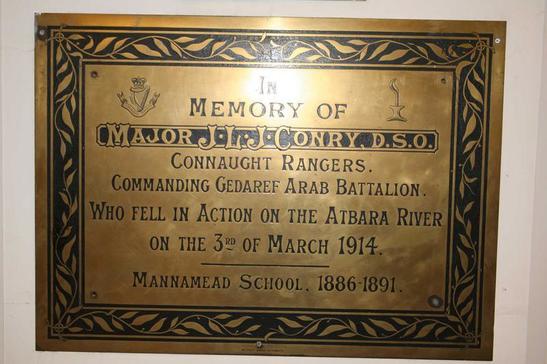 IN
MEMORY OF
MAJOR J.L.J. CONRY, D.S.O.
CONNAUGHT RANGERS.
COMMANDING GEDAREF ARAB BATTALION.
WHO FELL IN ACTION ON THE ATBARA RIVER
ON THE 3RD OF MARCH 1914.
MANNAMEAD SCHOOL, 1886-1891.